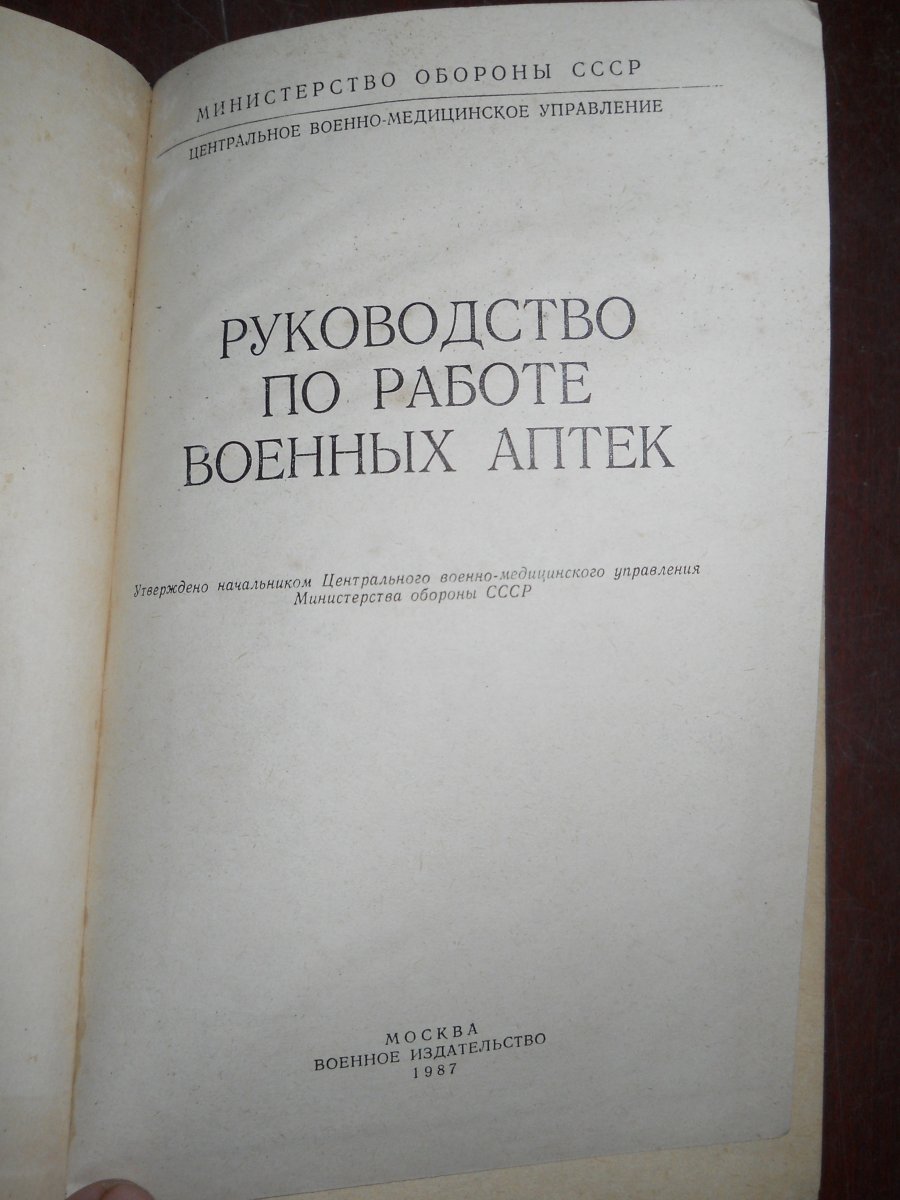 МИНИСТЕРСТВО ОБОРОНЫ СССР
ЦЕНТРАЛЬНОЕ ВОЕННО-МЕДИЦИНСКОЕ УПРАВЛЕНИЕ
РУКОВОДСТВО
ПО РАБОТЕ
ВОЕННЫХ АПТЕК
Утверждено начальником Центрального военно-медицинского управления
Министерства обороны СССР
МОСКВА
ВОЕННОЕ ИЗДАТЕЛЬСТВО
1987